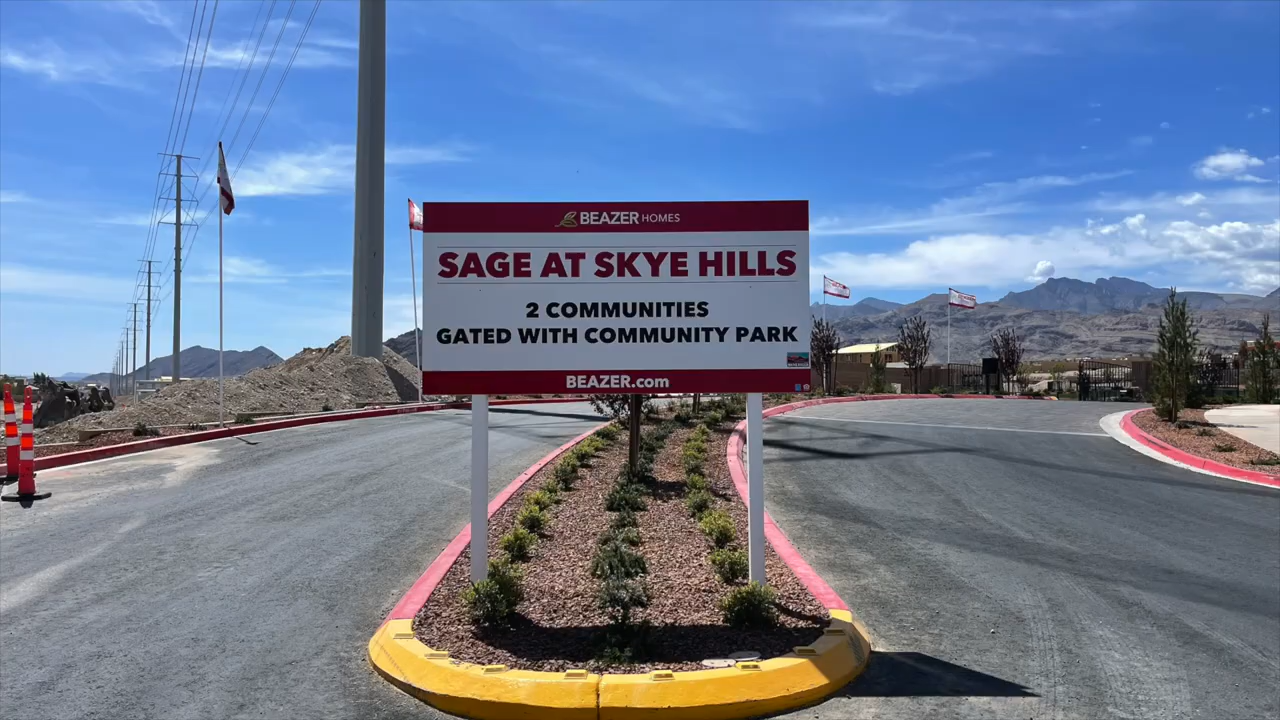 BEAZER HOMES
SAGE AT SKYE HILLS
2 COMMUNITIES
GATED WITH COMMUNITY PARK
BEAZER.com